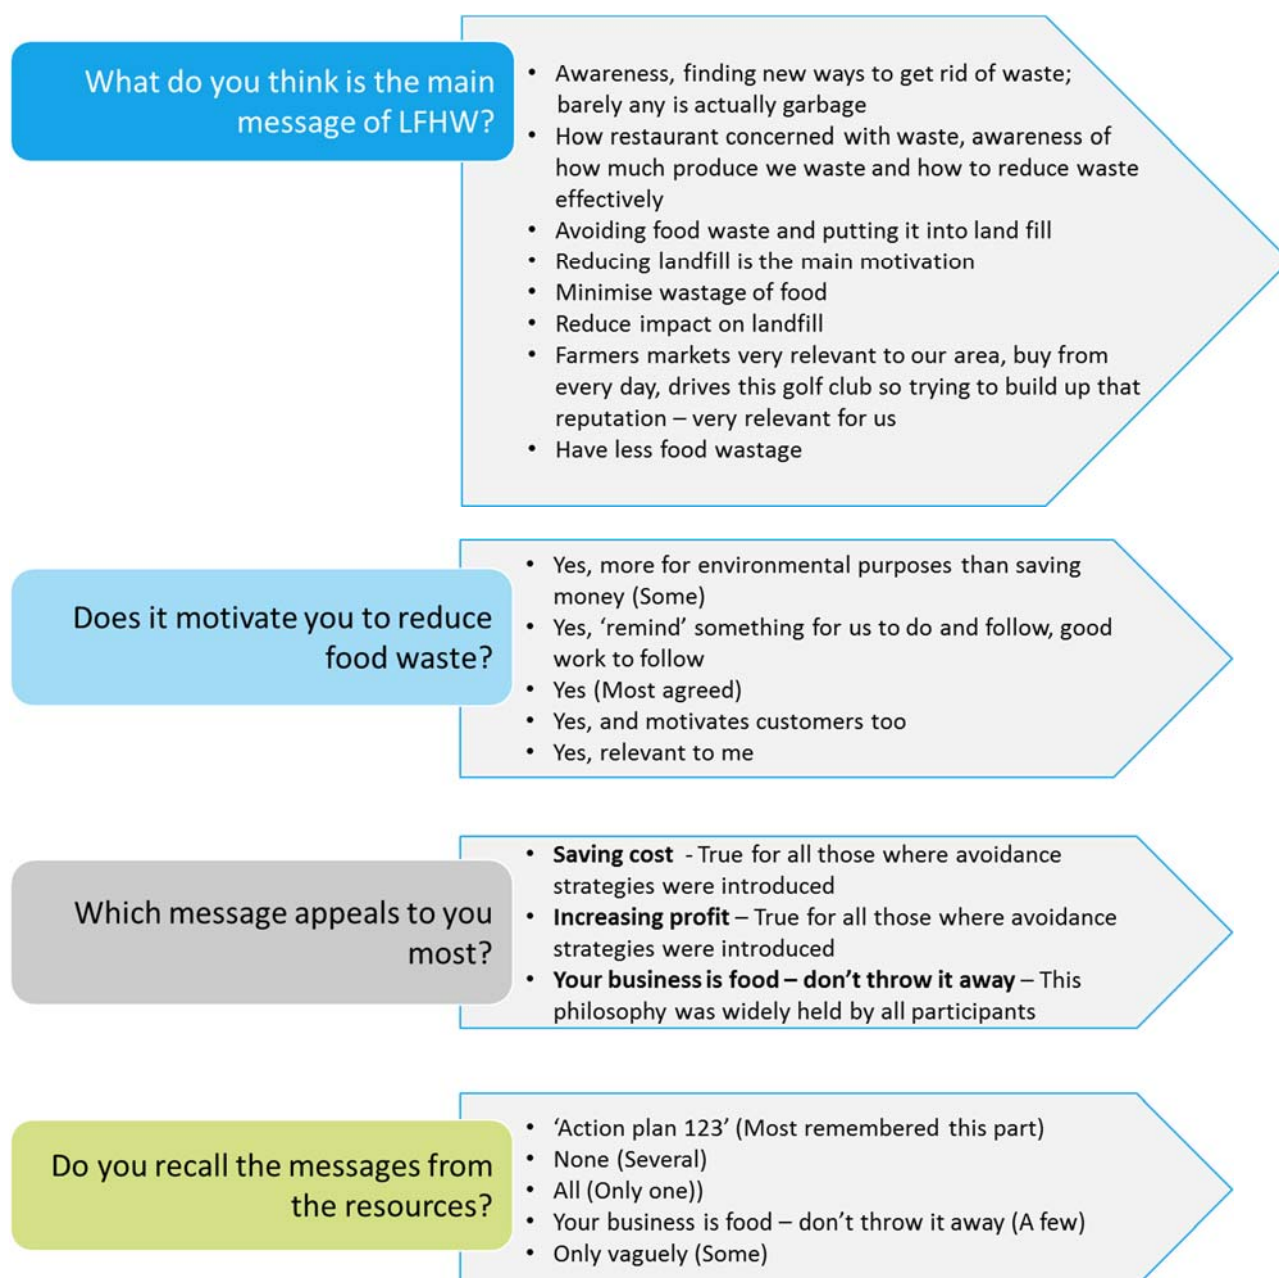 What do you think is the main
message of LFHW?
• Awareness, finding new ways to get rid of waste;
barely any is actually garbage
• How restaurant concerned with waste, awareness of
how much produce we waste and how to reduce waste
effectively
• Avoiding food waste and putting it into land fill
• Reducing landfill is the main motivation
• Minimise wastage of food
• Reduce impact on landfill
• Farmers markets very relevant to our area, buy from
every day, drives this golf club so trying to build up that
reputation – very relevant for us
• Have less food wastage
Does it motivate you to reduce
food waste?
• Yes, more for environmental purposes than saving
money (Some)
• Yes, ‘remind’ something for us to do and follow, good
work to follow
• Yes (Most agreed)
• Yes, and motivates customers too
• Yes, relevant to me
Which message appeals to you
most?
• Saving cost - True for all those where avoidance
strategies were introduced
• Increasing profit – True for all those where avoidance
strategies were introduced
• Your business is food – don’t throw it away – This
philosophy was widely held by all participants
Do you recall the messages from
the resources?
• ‘Action plan 123’ (Most remembered this part)
• None (Several)
• All (Only one))
• Your business is food – don’t throw it away (A few)
• Only vaguely (Some)